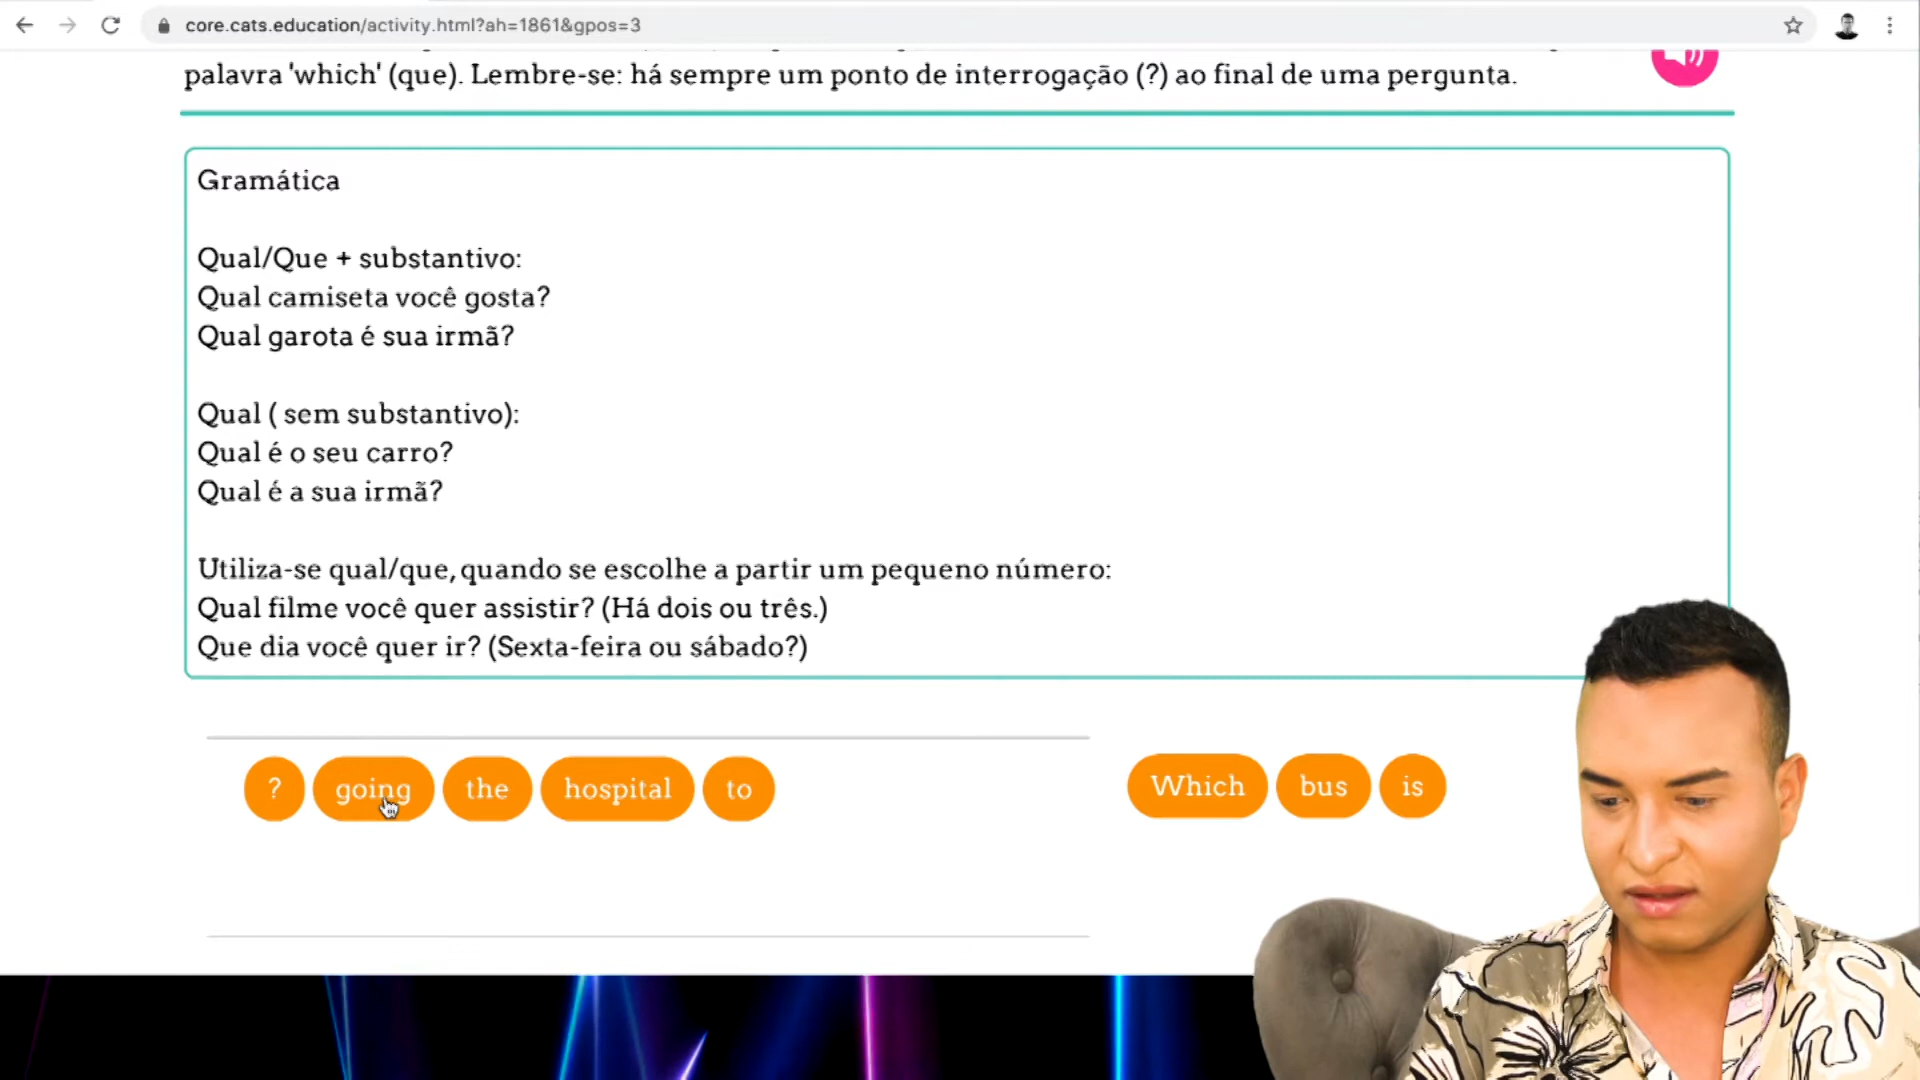 core.cats.education/activity.html?ah=1861&gpos=3
palavra 'which' (que). Lembre-se: há sempre um ponto de interrogação (?) ao final de uma pergunta.
Gramática
Qual/Que + substantivo:
Qual camiseta você gosta?
Qual garota é sua irmã?
Qual ( sem substantivo):
Qual é o seu carro?
Qual é a sua irmã?
Utiliza-se qual/que, quando se escolhe a partir um pequeno número:
Qual filme você quer assistir? (Há dois ou três.)
Que dia você quer ir? (Sexta-feira ou sábado?)
? going the hospital to
Which bus is